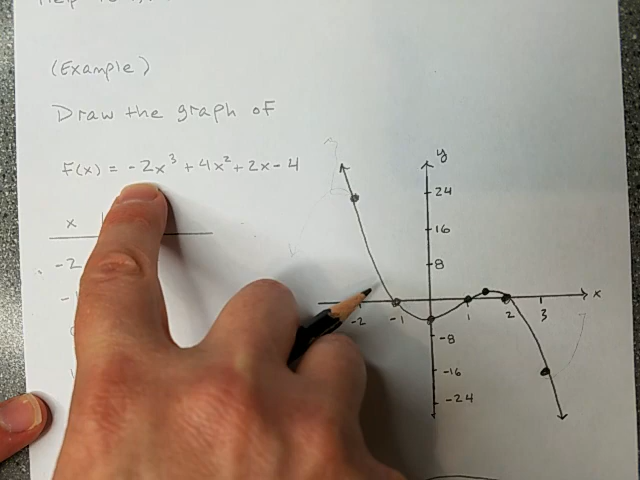 (Example)
Draw the graph of
F(x) = -2x³ + 4x² + 2x - 4
x
-2
-1
y
24
16
8
-2 -1 1 2 3 x
-8
-16
-24